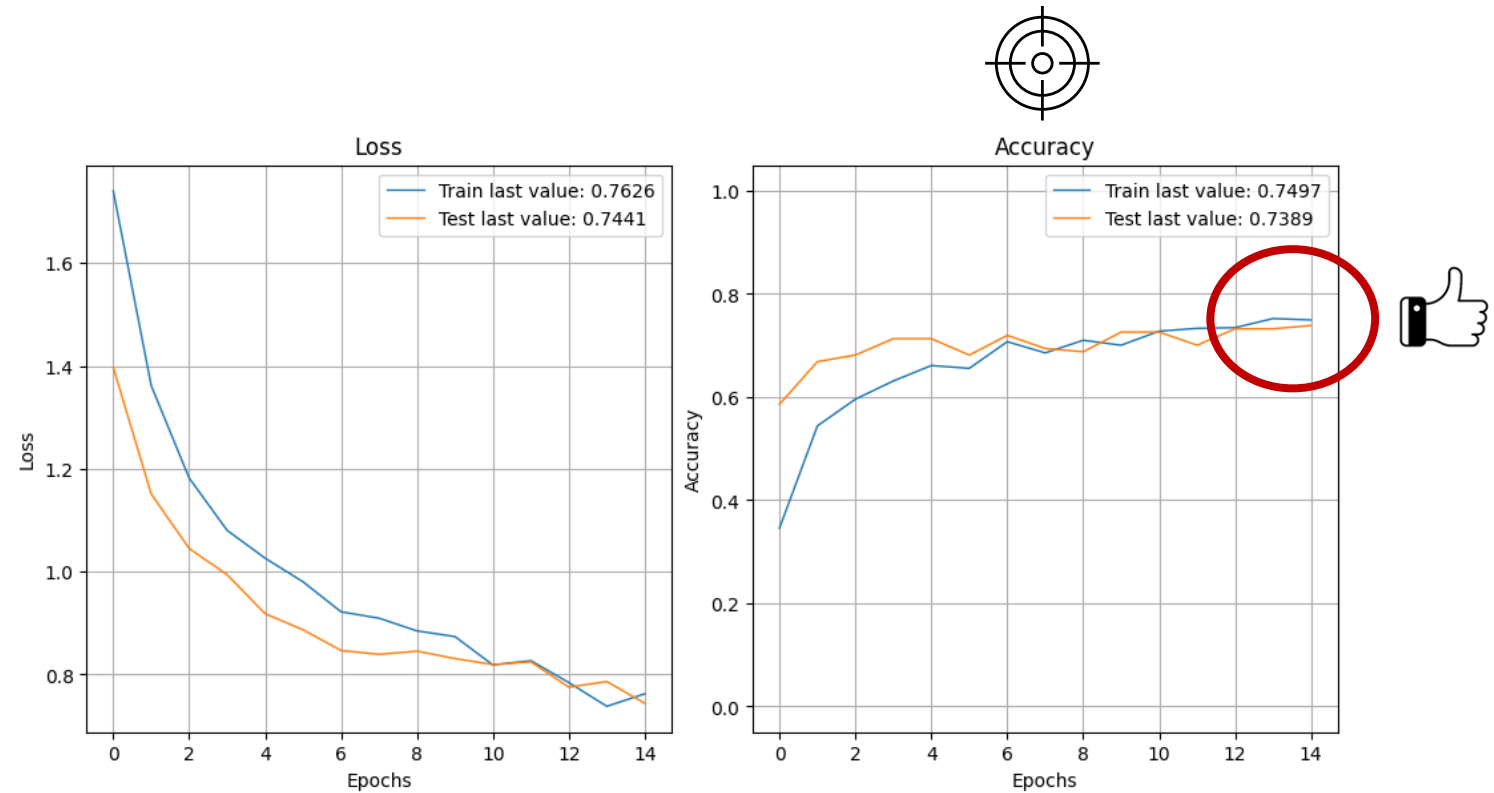 Loss
Train last value: 0.7626
Test last value: 0.7441
1.6
1.4
1.2
1.0
0.8
Loss
0 2 4 6 8 10 12 14
Epochs
Accuracy
Train last value: 0.7497
Test last value: 0.7389
1.0
0.8
0.6
0.4
0.2
0.0
Accuracy
0 2 4 6 8 10 12 14
Epochs